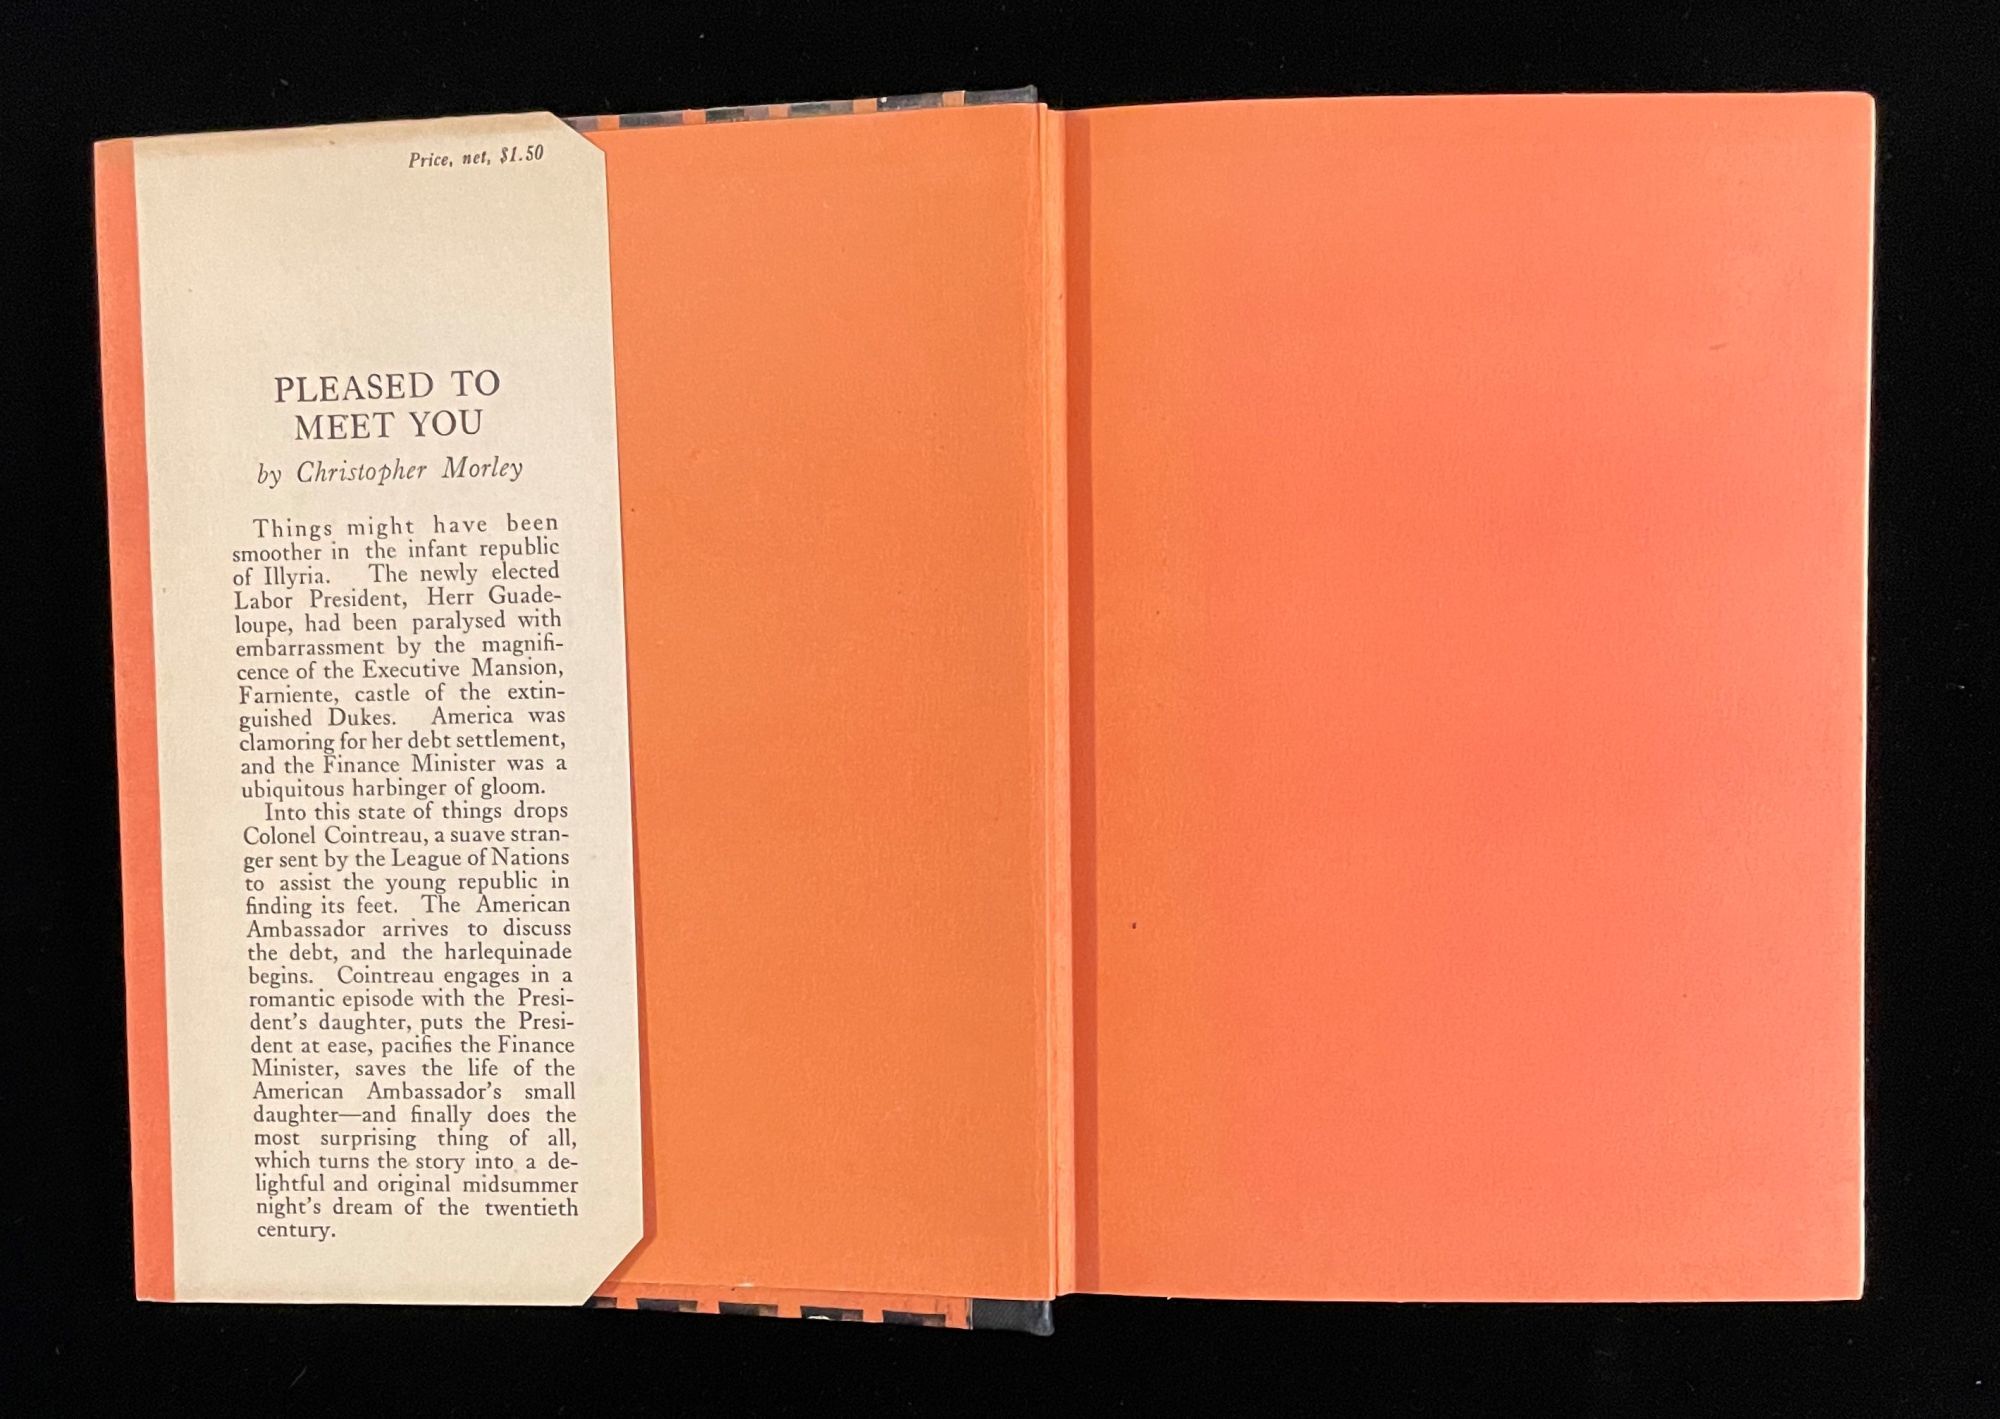 Price, net, $1.50
PLEASED TO
MEET YOU
by Christopher Morley
Things might have been
smoother in the infant republic
of Illyria. The newly elected
Labor President, Herr Guade-
loupe, had been paralysed with
embarrassment by the magnifi-
cence of the Executive Mansion,
Farniente, castle of the extin-
guished Dukes. America was
clamoring for her debt settlement,
and the Finance Minister was a
ubiquitous harbinger of gloom.
Into this state of things drops
Colonel Cointreau, a suave stran-
ger sent by the League of Nations
to assist the young republic in
finding its feet. The American
Ambassador arrives to discuss
the debt, and the harlequinade
begins. Cointreau engages in a
romantic episode with the Presi-
dent's daughter, puts the Presi-
dent at ease, pacifies the Finance
Minister, saves the life of the
American Ambassador's small
daughter—and finally does the
most surprising thing of all,
which turns the story into a de-
lightful and original midsummer
night's dream of the twentieth
century.